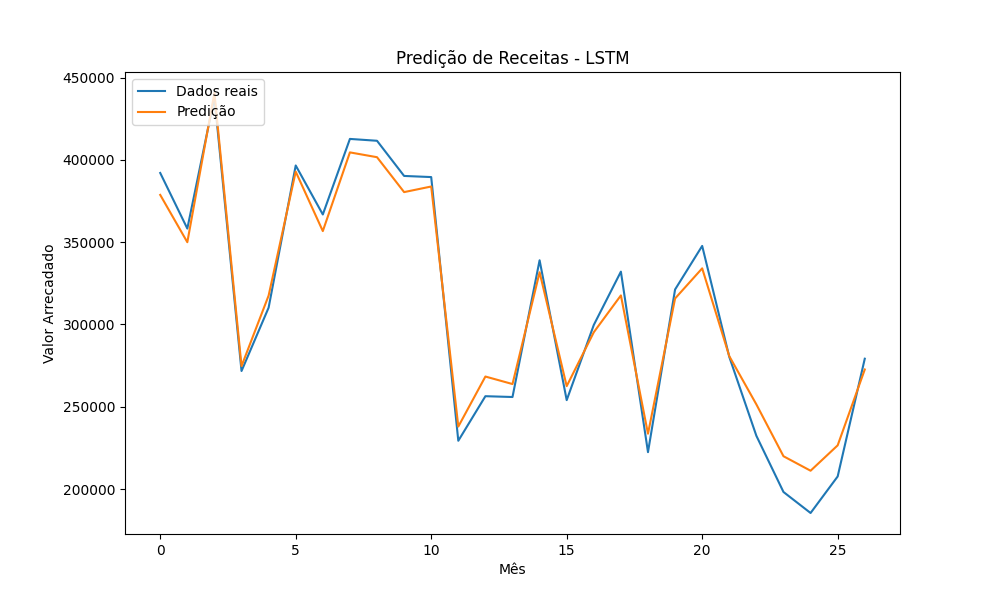 Predição de Receitas - LSTM
450000
400000
350000
300000
250000
200000
Valor Arrecadado
Dados reais
Predição
0 5 10 15 20 25
Mês